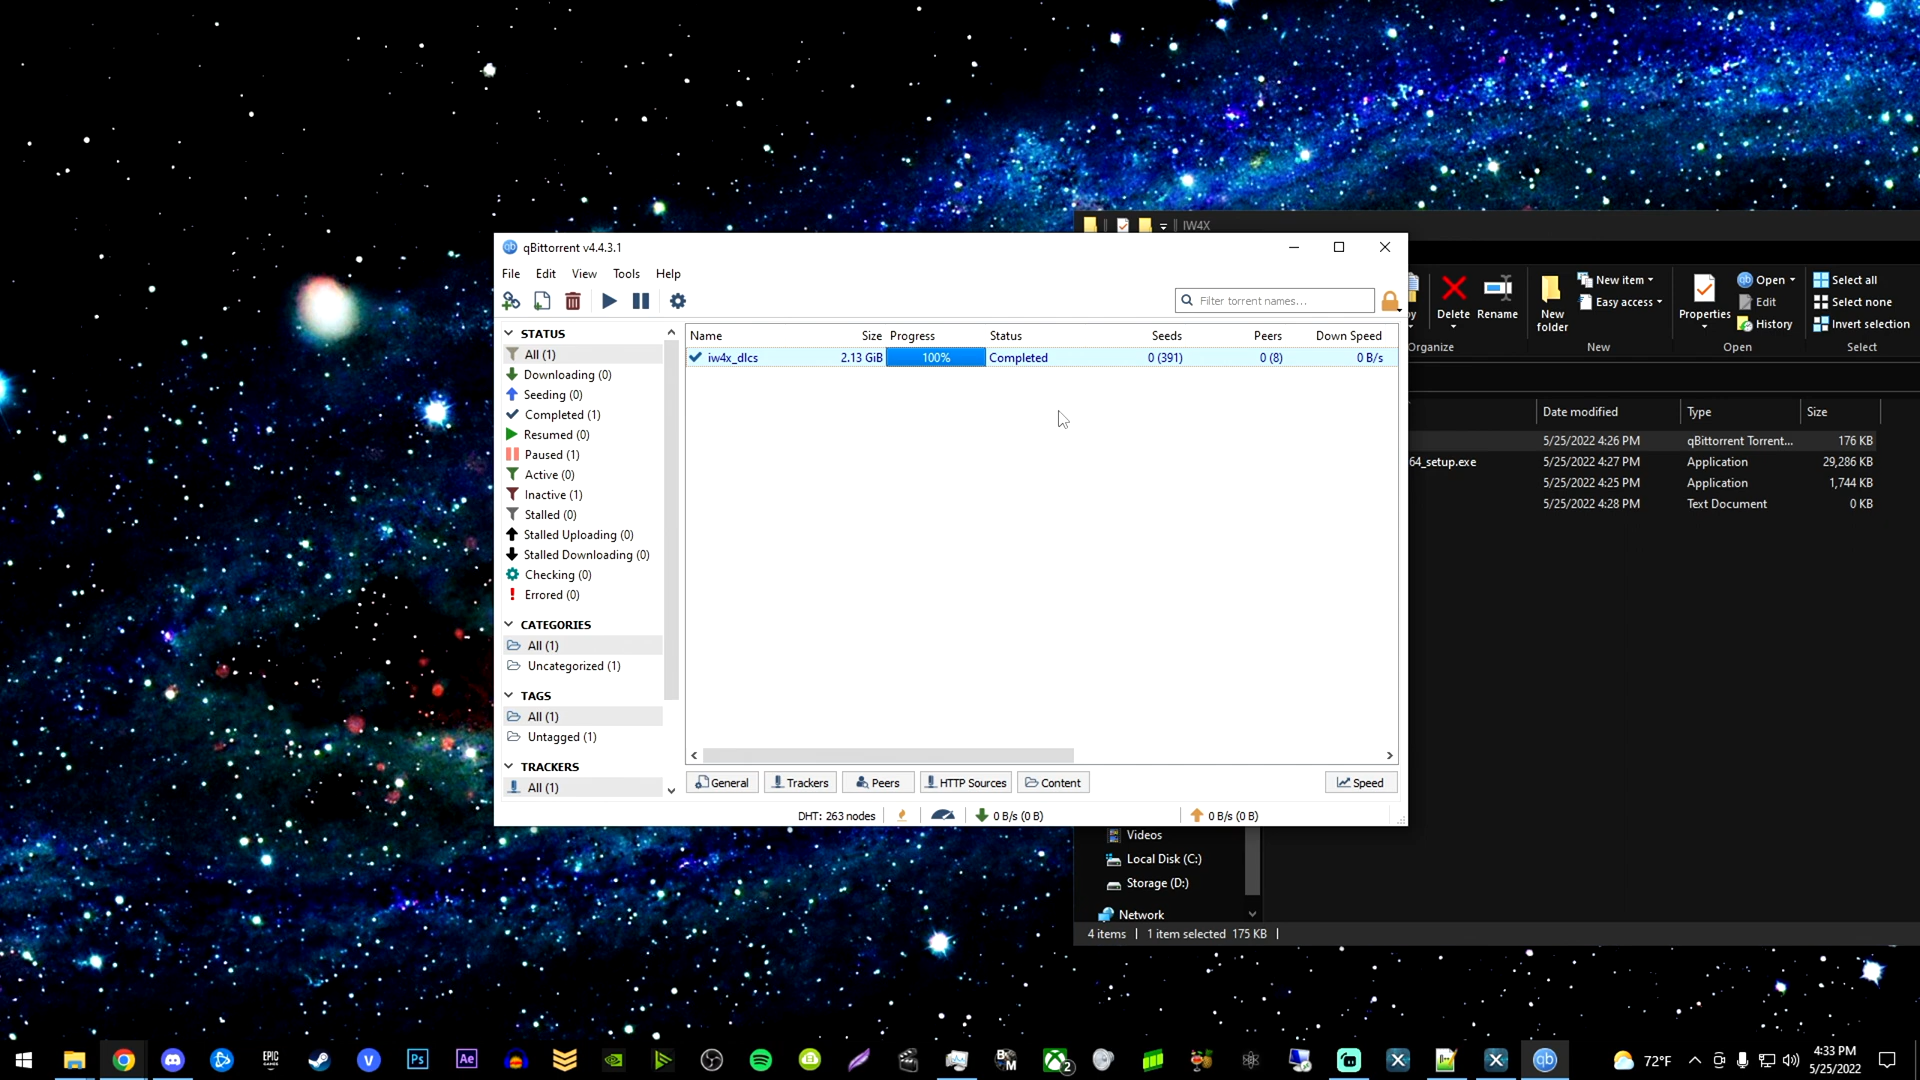 IW4X
qBittorrent v4.4.3.1
File Edit View Tools Help
Filter torrent names...
STATUS
All (1)
Downloading (0)
Seeding (0)
Completed (1)
Resumed (0)
Paused (1)
Active (0)
Inactive (1)
Stalled (0)
Stalled Uploading (0)
Stalled Downloading (0)
Checking (0)
Errored (0)
CATEGORIES
All (1)
Uncategorized (1)
TAGS
All (1)
Untagged (1)
TRACKERS
All (1)
Name Size Progress Status Seeds Peers Down Speed
iw4x_dlcs 2.13 GiB 100% Completed 0 (391) 0 (8) 0 B/s
General Trackers Peers HTTP Sources Content Speed
DHT: 263 nodes 0 B/s (0 B) 0 B/s (0 B)
Delete Rename
New folder
New item
Easy access
Properties
Open
Edit
History
Select all
Select none
Invert selection
Organize New Open Select
Date modified Type Size
5/25/2022 4:26 PM qBittorrent Torrent... 176 KB
64_setup.exe 5/25/2022 4:27 PM Application 29,286 KB
5/25/2022 4:25 PM Application 1,744 KB
5/25/2022 4:28 PM Text Document 0 KB
Videos
Local Disk (C:)
Storage (D:)
Network
4 items 1 item selected 175 KB
EPIC GAMES V Ps Ae 2 qb 72°F
4:33 PM
5/25/2022